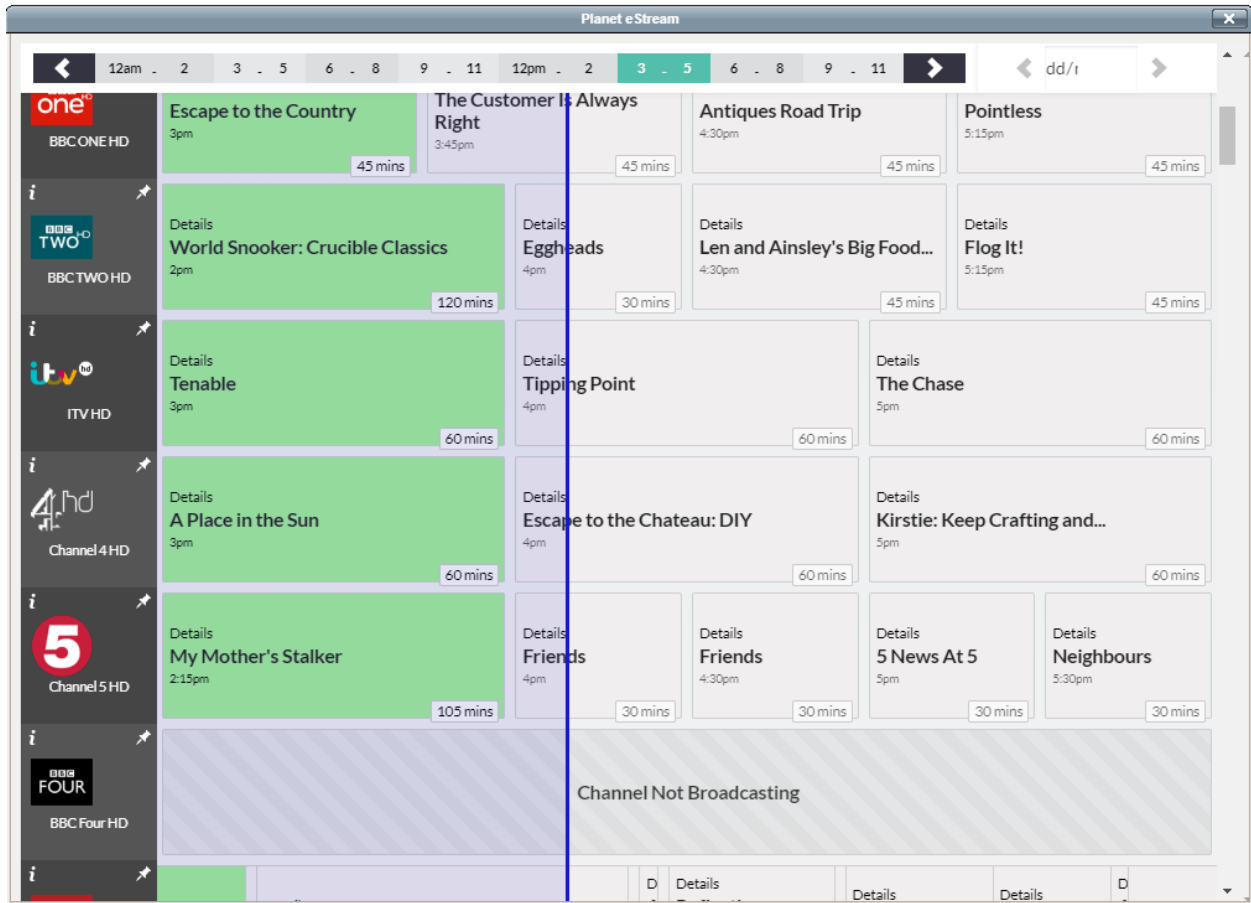 Planet eStream
12am - 2 3 - 5 6 - 8 9 - 11 12pm - 2 3 - 5 6 - 8 9 - 11
dd/
one HD
BBC ONE HD
Escape to the Country
3pm
45 mins
The Customer Is Always
Right
3:45pm
45 mins
Antiques Road Trip
4:30pm
45 mins
Pointless
5:15pm
45 mins
i
BBC
TWO HD
BBC TWO HD
Details
World Snooker: Crucible Classics
2pm
120 mins
Details
Eggheads
4pm
30 mins
Details
Len and Ainsley's Big Food...
4:30pm
45 mins
Details
Flog It!
5:15pm
45 mins
i
itv hd
ITV HD
Details
Tenable
3pm
60 mins
Details
Tipping Point
4pm
60 mins
Details
The Chase
5pm
60 mins
i
4 hd
Channel 4 HD
Details
A Place in the Sun
3pm
60 mins
Details
Escape to the Chateau: DIY
4pm
60 mins
Details
Kirstie: Keep Crafting and...
5pm
60 mins
i
5
Channel 5 HD
Details
My Mother's Stalker
2:15pm
105 mins
Details
Friends
4pm
30 mins
Details
Friends
4:30pm
30 mins
Details
5 News At 5
5pm
30 mins
Details
Neighbours
5:30pm
30 mins
i
BBC
FOUR
BBC Four HD
Channel Not Broadcasting
i
D
Details
Details
Details
D